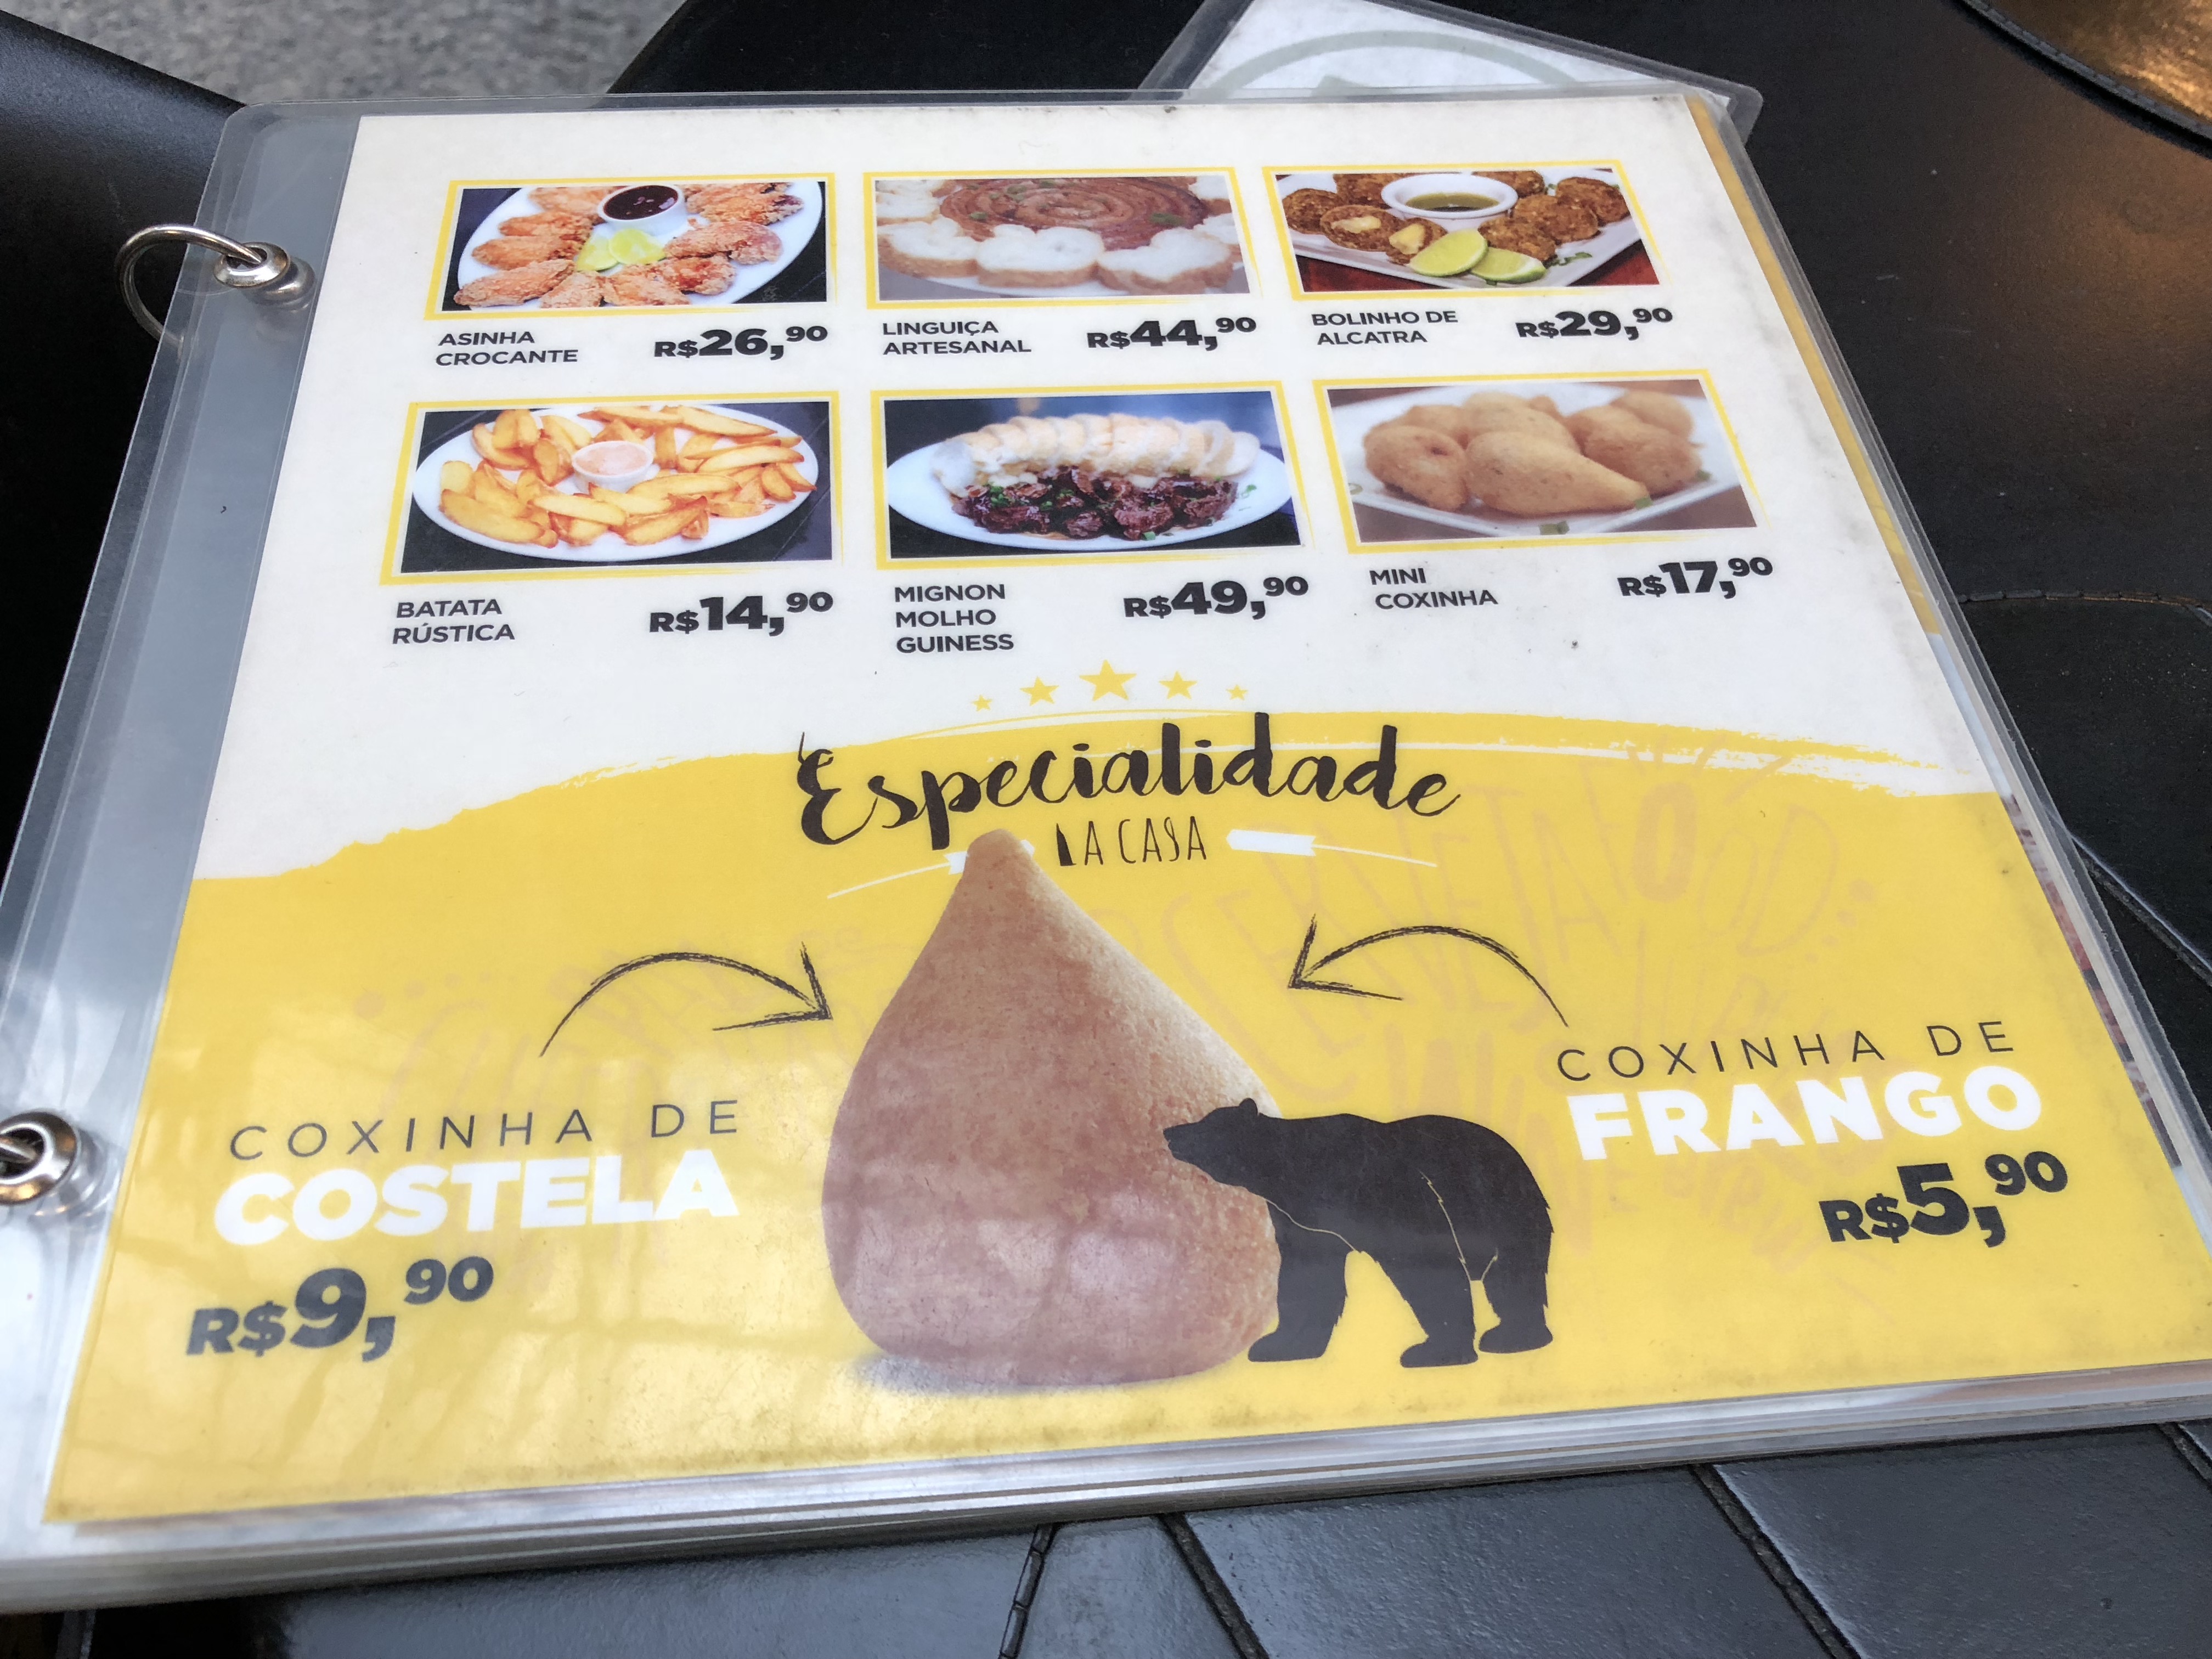 ASINHA
CROCANTE
R$26,90
LINGUIÇA
ARTESANAL
R$44,90
BOLINHO DE
ALCATRA
R$29,90
BATATA
RÚSTICA
R$14,90
MIGNON
MOLHO
GUINESS
R$49,90
MINI
COXINHA
R$17,90
Especialidade
LA CASA
COXINHA DE
COSTELA
R$9,90
COXINHA DE
FRANGO
R$5,90